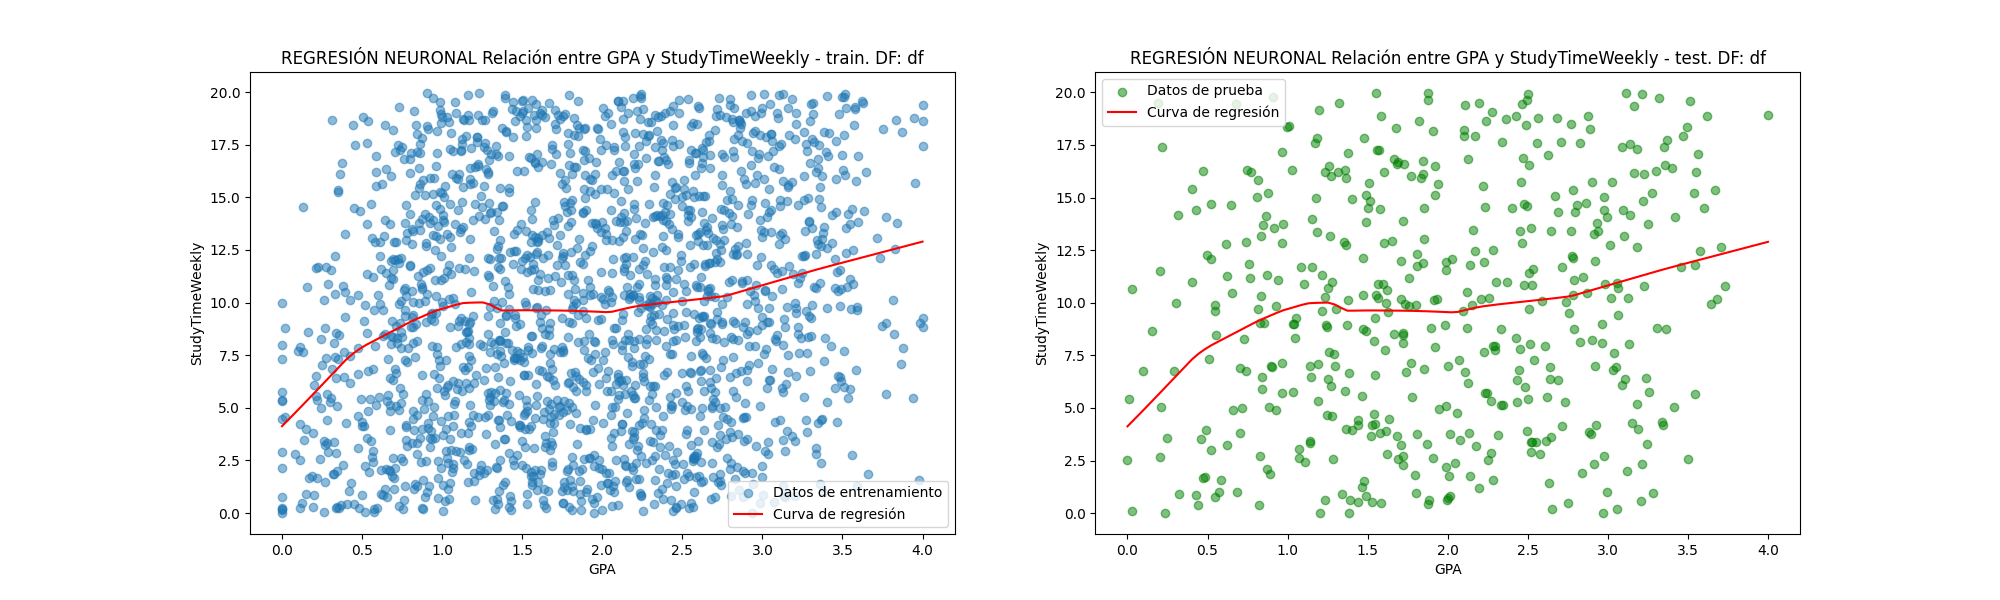 REGRESIÓN NEURONAL Relación entre GPA y StudyTimeWeekly - train. DF: df
20.0
17.5
15.0
12.5
10.0
7.5
5.0
2.5
0.0
StudyTimeWeekly
Datos de entrenamiento
Curva de regresión
0.0 0.5 1.0 1.5 2.0 2.5 3.0 3.5 4.0
GPA
REGRESIÓN NEURONAL Relación entre GPA y StudyTimeWeekly - test. DF: df
Datos de prueba
Curva de regresión
20.0
17.5
15.0
12.5
10.0
7.5
5.0
2.5
0.0
StudyTimeWeekly
0.0 0.5 1.0 1.5 2.0 2.5 3.0 3.5 4.0
GPA